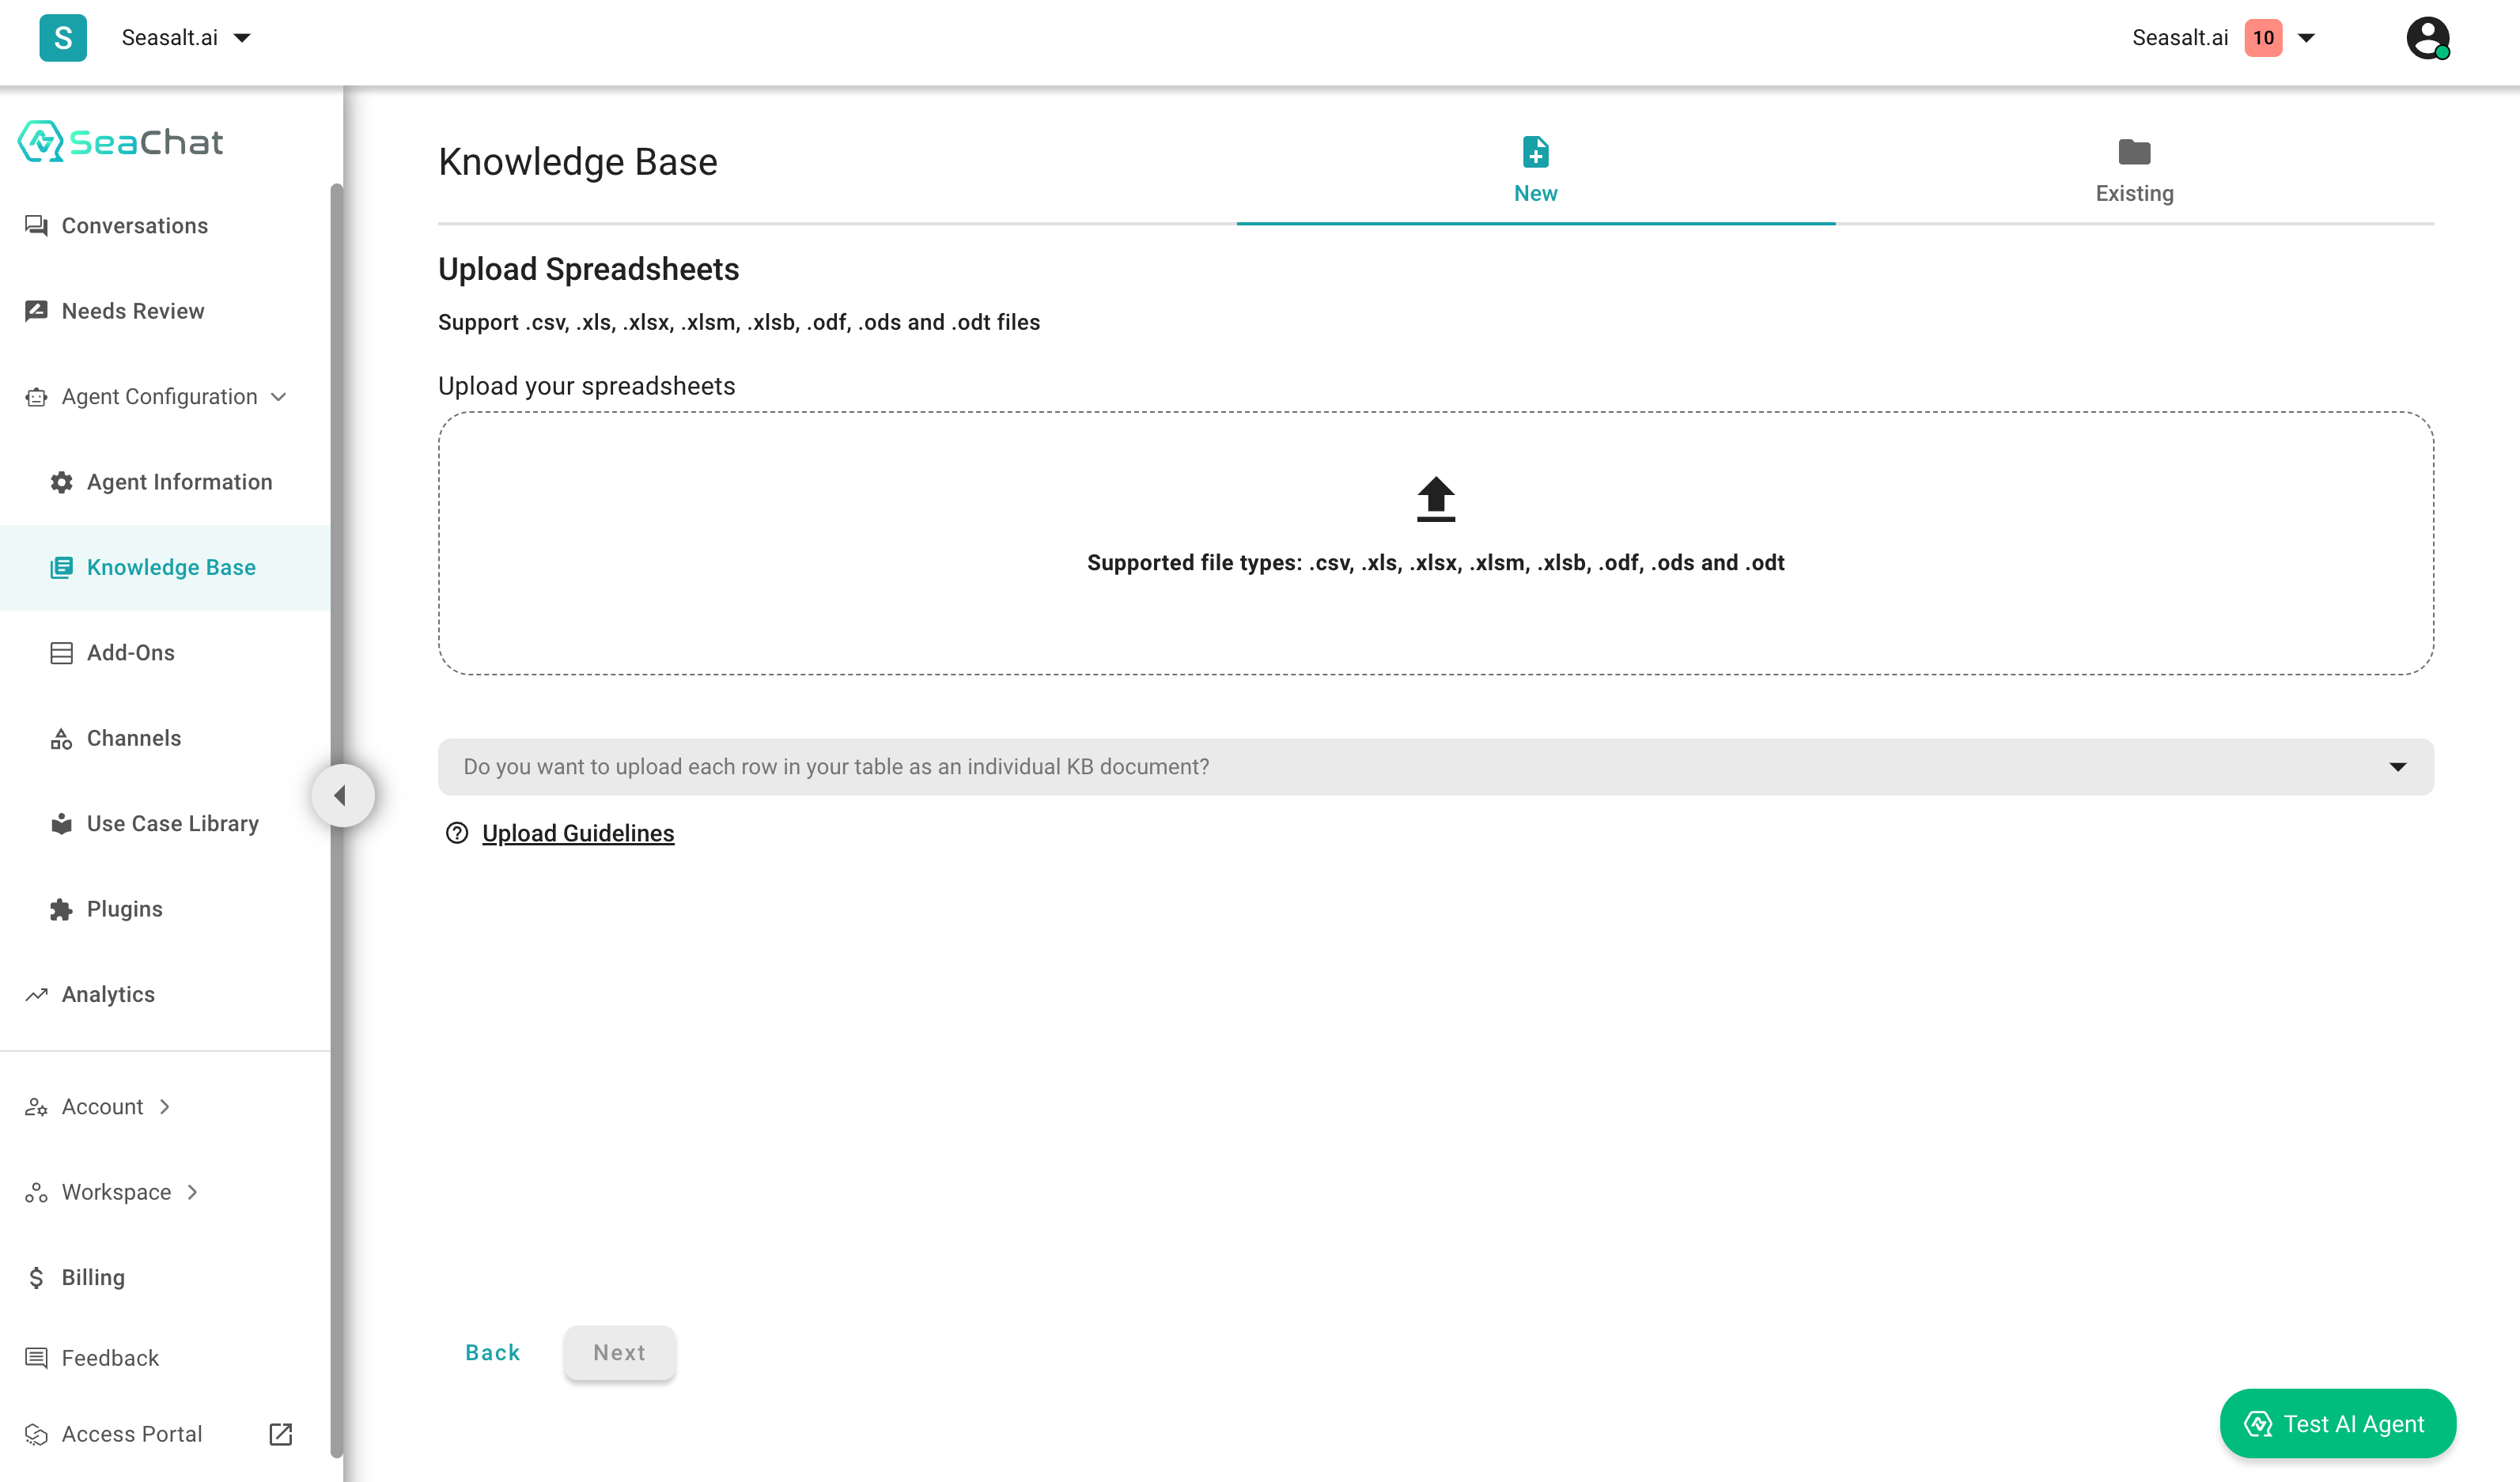 S
Seasalt.ai
Seasalt.ai 10
SeaChat
Conversations
Needs Review
Agent Configuration
Agent Information
Knowledge Base
Add-Ons
Channels
Use Case Library
Plugins
Analytics
Account
Workspace
Billing
Feedback
Access Portal
Knowledge Base
New
Existing
Upload Spreadsheets
Support .csv, .xls, .xlsx, .xlsm, .xlsb, .odf, .ods and .odt files
Upload your spreadsheets
Supported file types: .csv, .xls, .xlsx, .xlsm, .xlsb, .odf, .ods and .odt
Do you want to upload each row in your table as an individual KB document?
Upload Guidelines
Back
Next
Test AI Agent